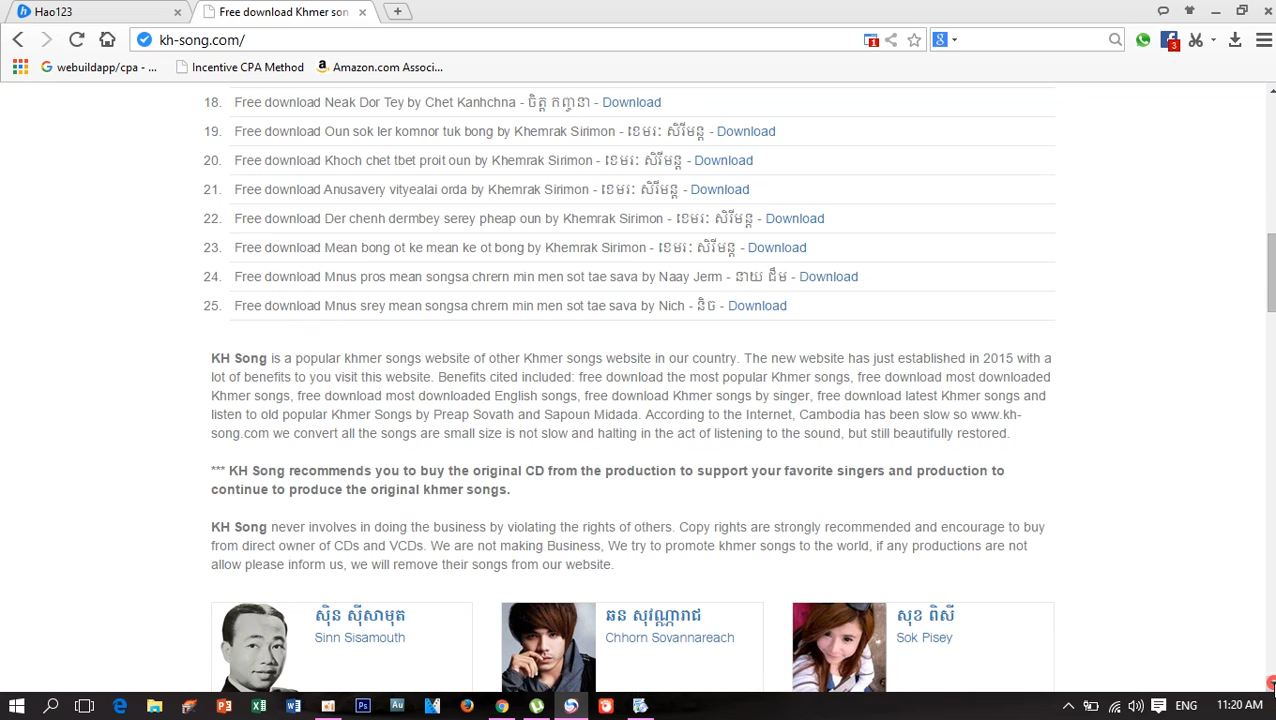 Hao123
Free download Khmer son
kh-song.com/
1
3
webuildapp/cpa - ...
Incentive CPA Method
Amazon.com Associ...
18. Free download Neak Dor Tey by Chet Kanhchna - ចិត្ត កញ្ចនា - Download
19. Free download Oun sok ler komnor tuk bong by Khemrak Sirimon - ខេមរៈ សិរីមន្ត - Download
20. Free download Khoch chet tbet proit oun by Khemrak Sirimon - ខេមរៈ សិរីមន្ត - Download
21. Free download Anusavery vityealai orda by Khemrak Sirimon - ខេមរៈ សិរីមន្ត - Download
22. Free download Der chenh dermbey serey pheap oun by Khemrak Sirimon - ខេមរៈ សិរីមន្ត - Download
23. Free download Mean bong ot ke mean ke ot bong by Khemrak Sirimon - ខេមរៈ សិរីមន្ត - Download
24. Free download Mnus pros mean songsa chrern min men sot tae sava by Naay Jerm - នាយ ជឺម - Download
25. Free download Mnus srey mean songsa chrern min men sot tae sava by Nich - និច - Download
KH Song is a popular khmer songs website of other Khmer songs website in our country. The new website has just established in 2015 with a
lot of benefits to you visit this website. Benefits cited included: free download the most popular Khmer songs, free download most downloaded
Khmer songs, free download most downloaded English songs, free download Khmer songs by singer, free download latest Khmer songs and
listen to old popular Khmer Songs by Preap Sovath and Sapoun Midada. According to the Internet, Cambodia has been slow so www.kh-
song.com we convert all the songs are small size is not slow and halting in the act of listening to the sound, but still beautifully restored.
*** KH Song recommends you to buy the original CD from the production to support your favorite singers and production to
continue to produce the original khmer songs.
KH Song never involves in doing the business by violating the rights of others. Copy rights are strongly recommended and encourage to buy
from direct owner of CDs and VCDs. We are not making Business, We try to promote khmer songs to the world, if any productions are not
allow please inform us, we will remove their songs from our website.
ស៊ិន ស៊ីសាមុត
Sinn Sisamouth
ឆន សុវណ្ណារាជ
Chhorn Sovannareach
សុខ ពិសី
Sok Pisey
ENG
11:20 AM